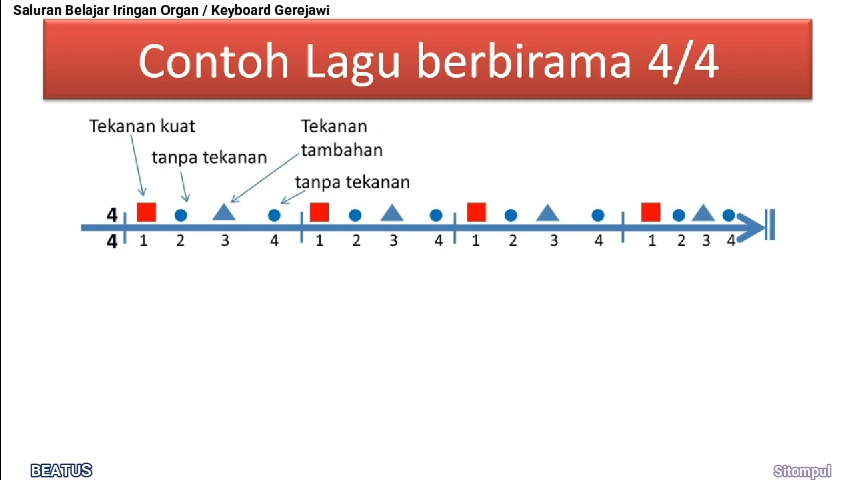 Saluran Belajar Iringan Organ / Keyboard Gerejawi
Contoh Lagu berbirama 4/4
Tekanan kuat
Tekanan
tambahan
tanpa tekanan
tanpa tekanan
4
4 1 2 3 4 1 2 3 4 1 2 3 4 1 2 3 4
BEATUS
Sitompul